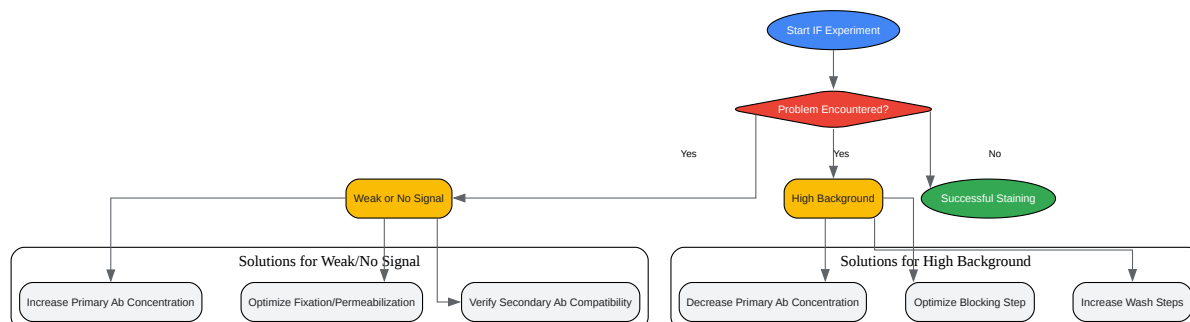 Start IF Experiment
Problem Encountered?
Yes
Yes
No
Weak or No Signal
High Background
Successful Staining
Solutions for Weak/No Signal
Solutions for High Background
Increase Primary Ab Concentration
Optimize Fixation/Permeabilization
Verify Secondary Ab Compatibility
Decrease Primary Ab Concentration
Optimize Blocking Step
Increase Wash Steps